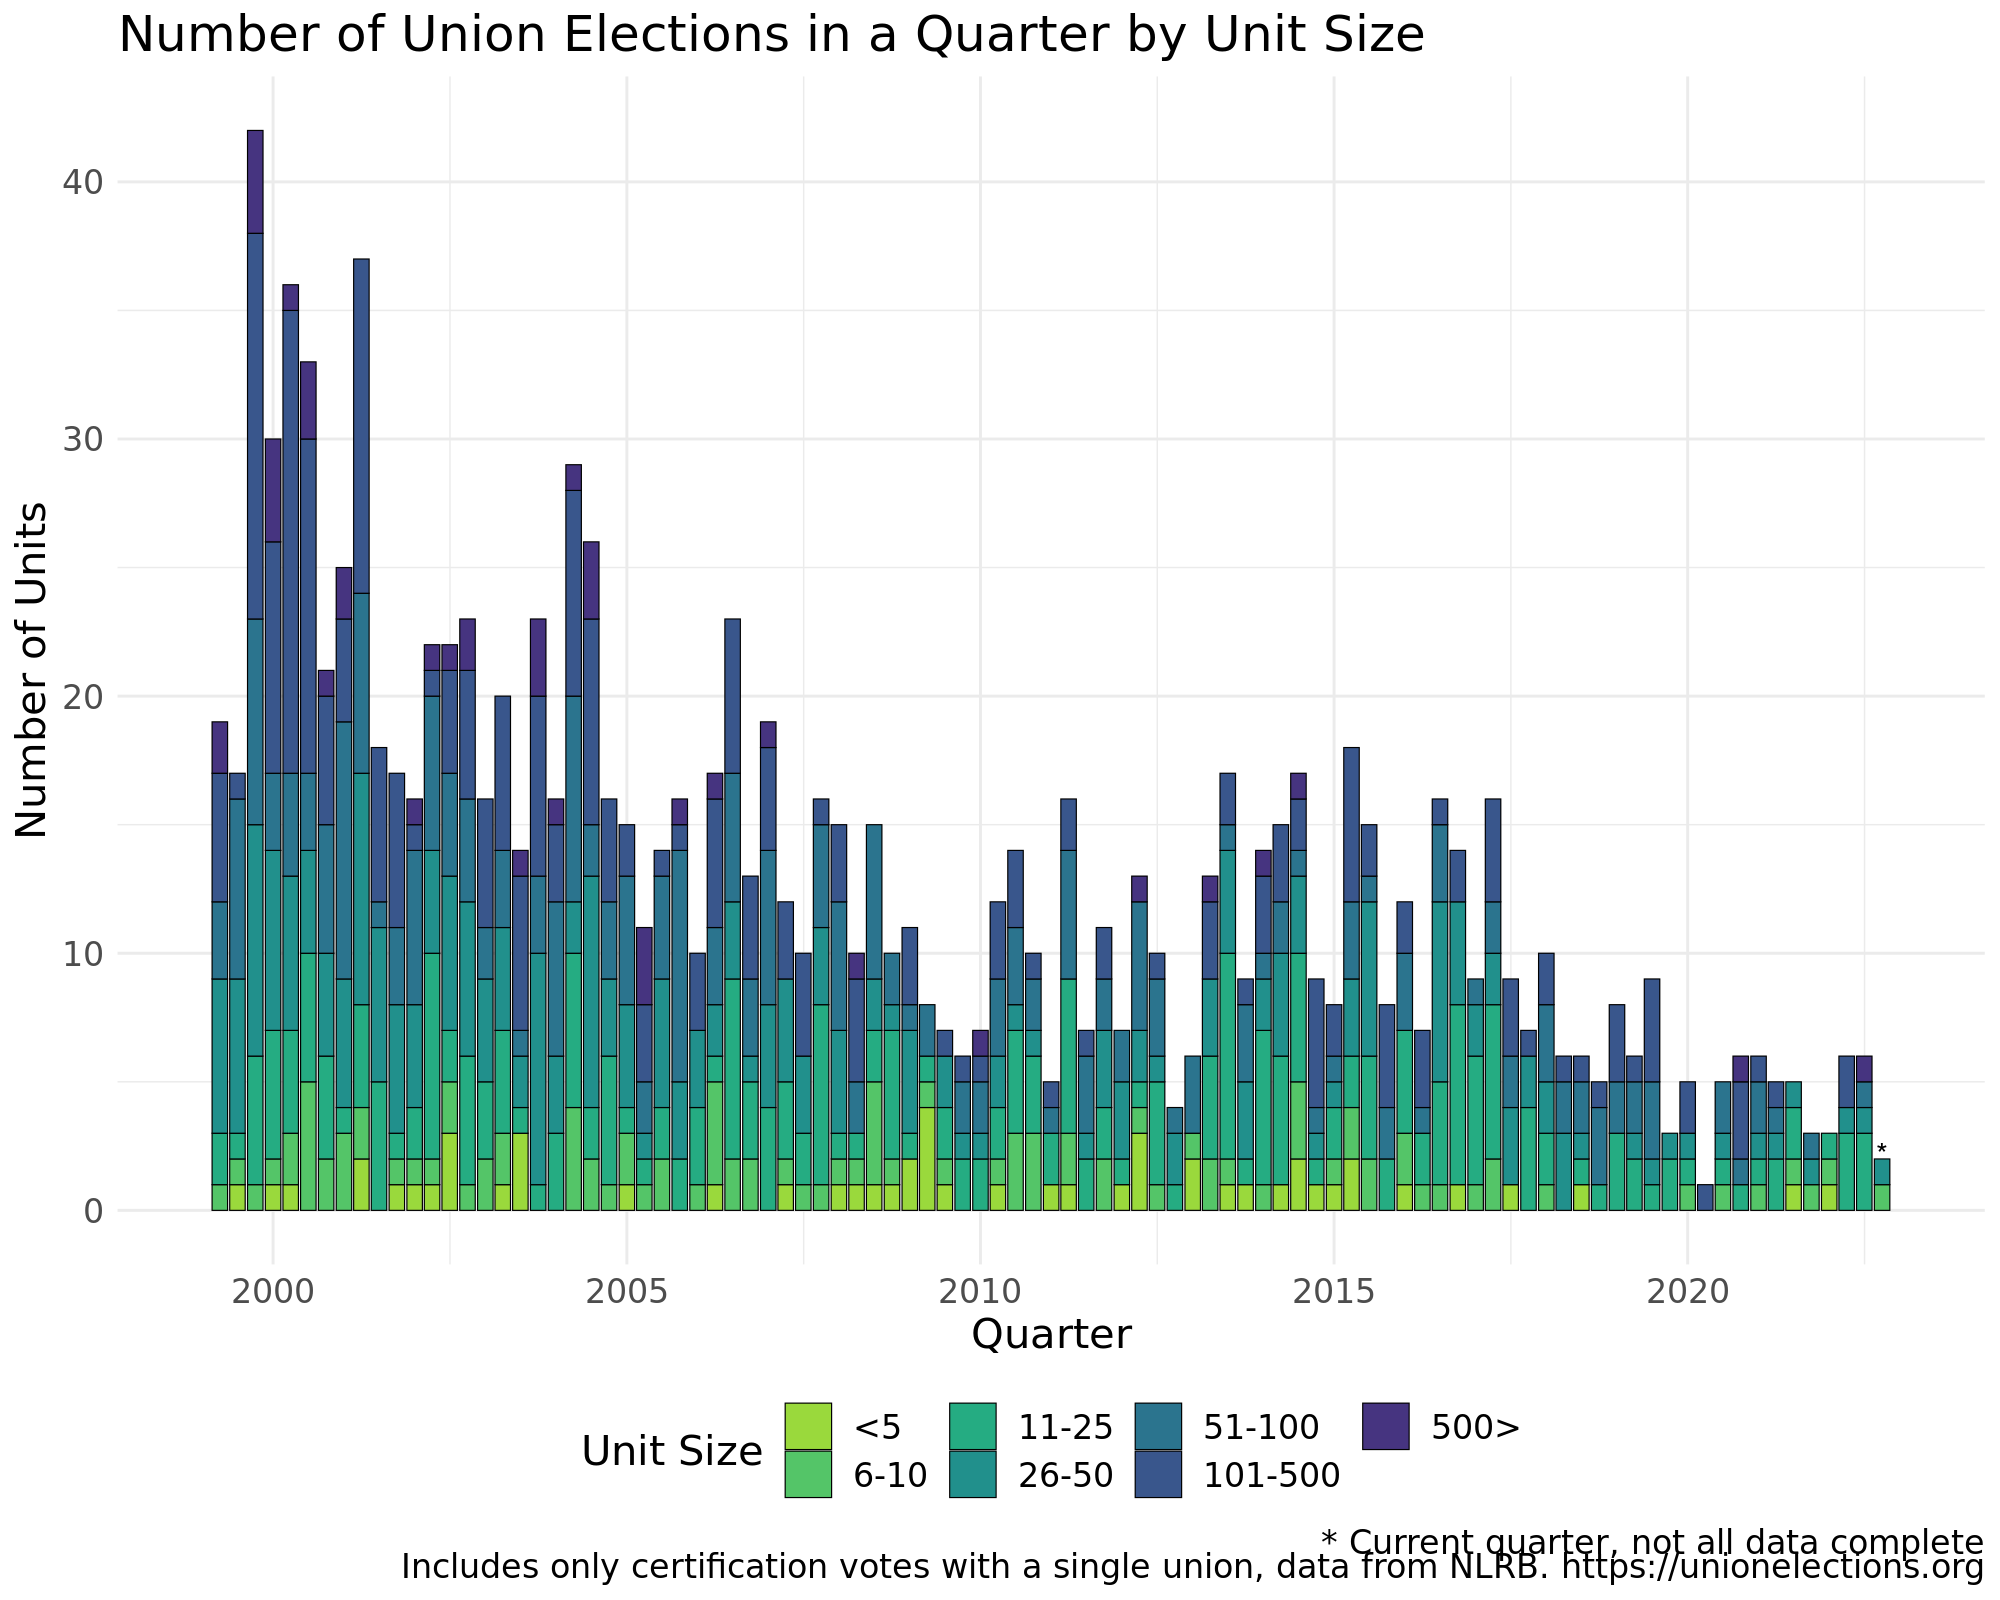 Number of Union Elections in a Quarter by Unit Size
Number of Units
40
30
20
10
0
*
2000 2005 2010 2015 2020
Quarter
Unit Size
<5 11-25 51-100 500>
6-10 26-50 101-500
* Current quarter, not all data complete
Includes only certification votes with a single union, data from NLRB. https://unionelections.org